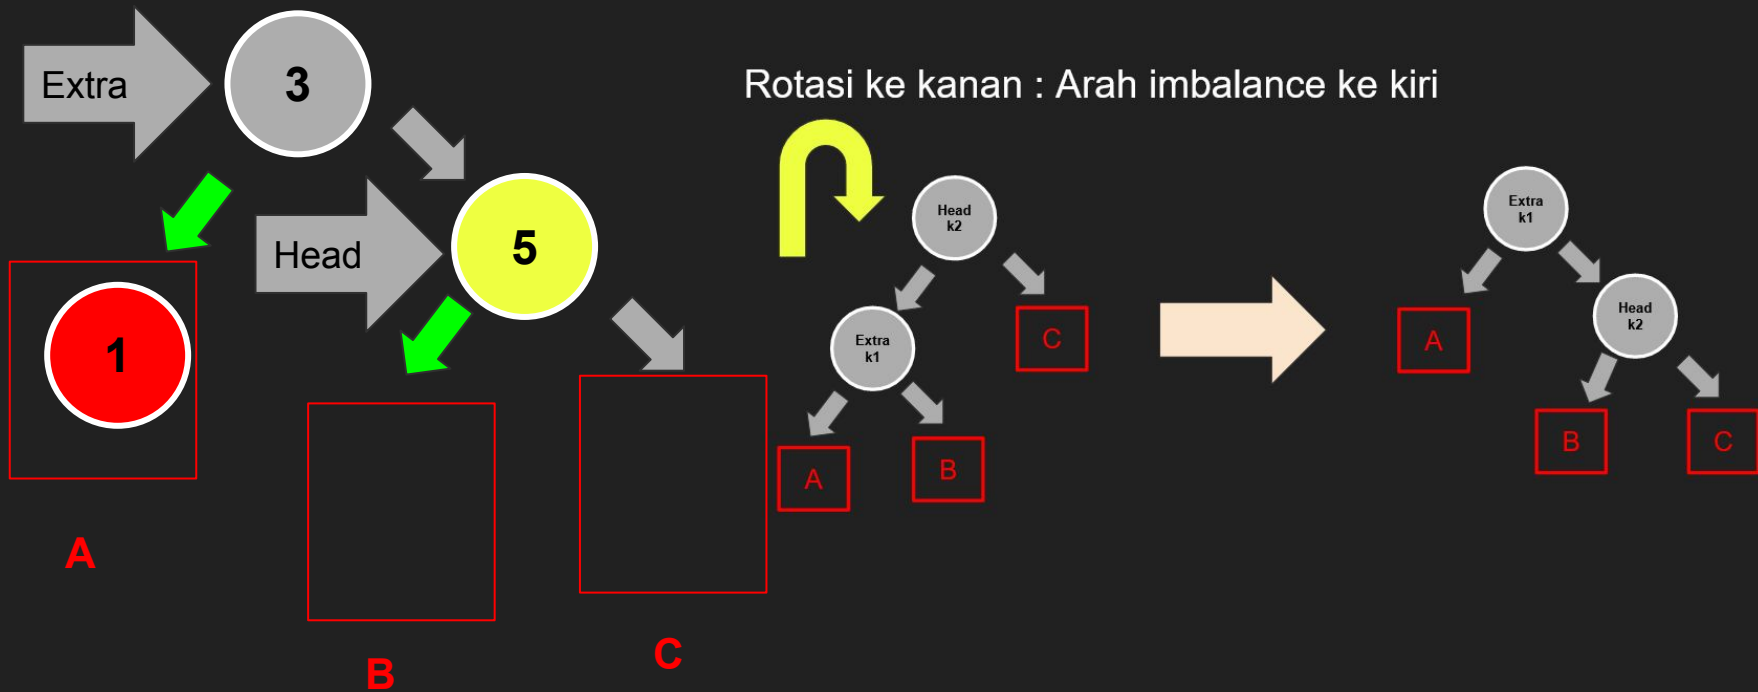 Extra
3
Rotasi ke kanan : Arah imbalance ke kiri
Head
5
1
A
B
C
Head
k2
Extra
k1
C
A
B
Extra
k1
A
Head
k2
B
C